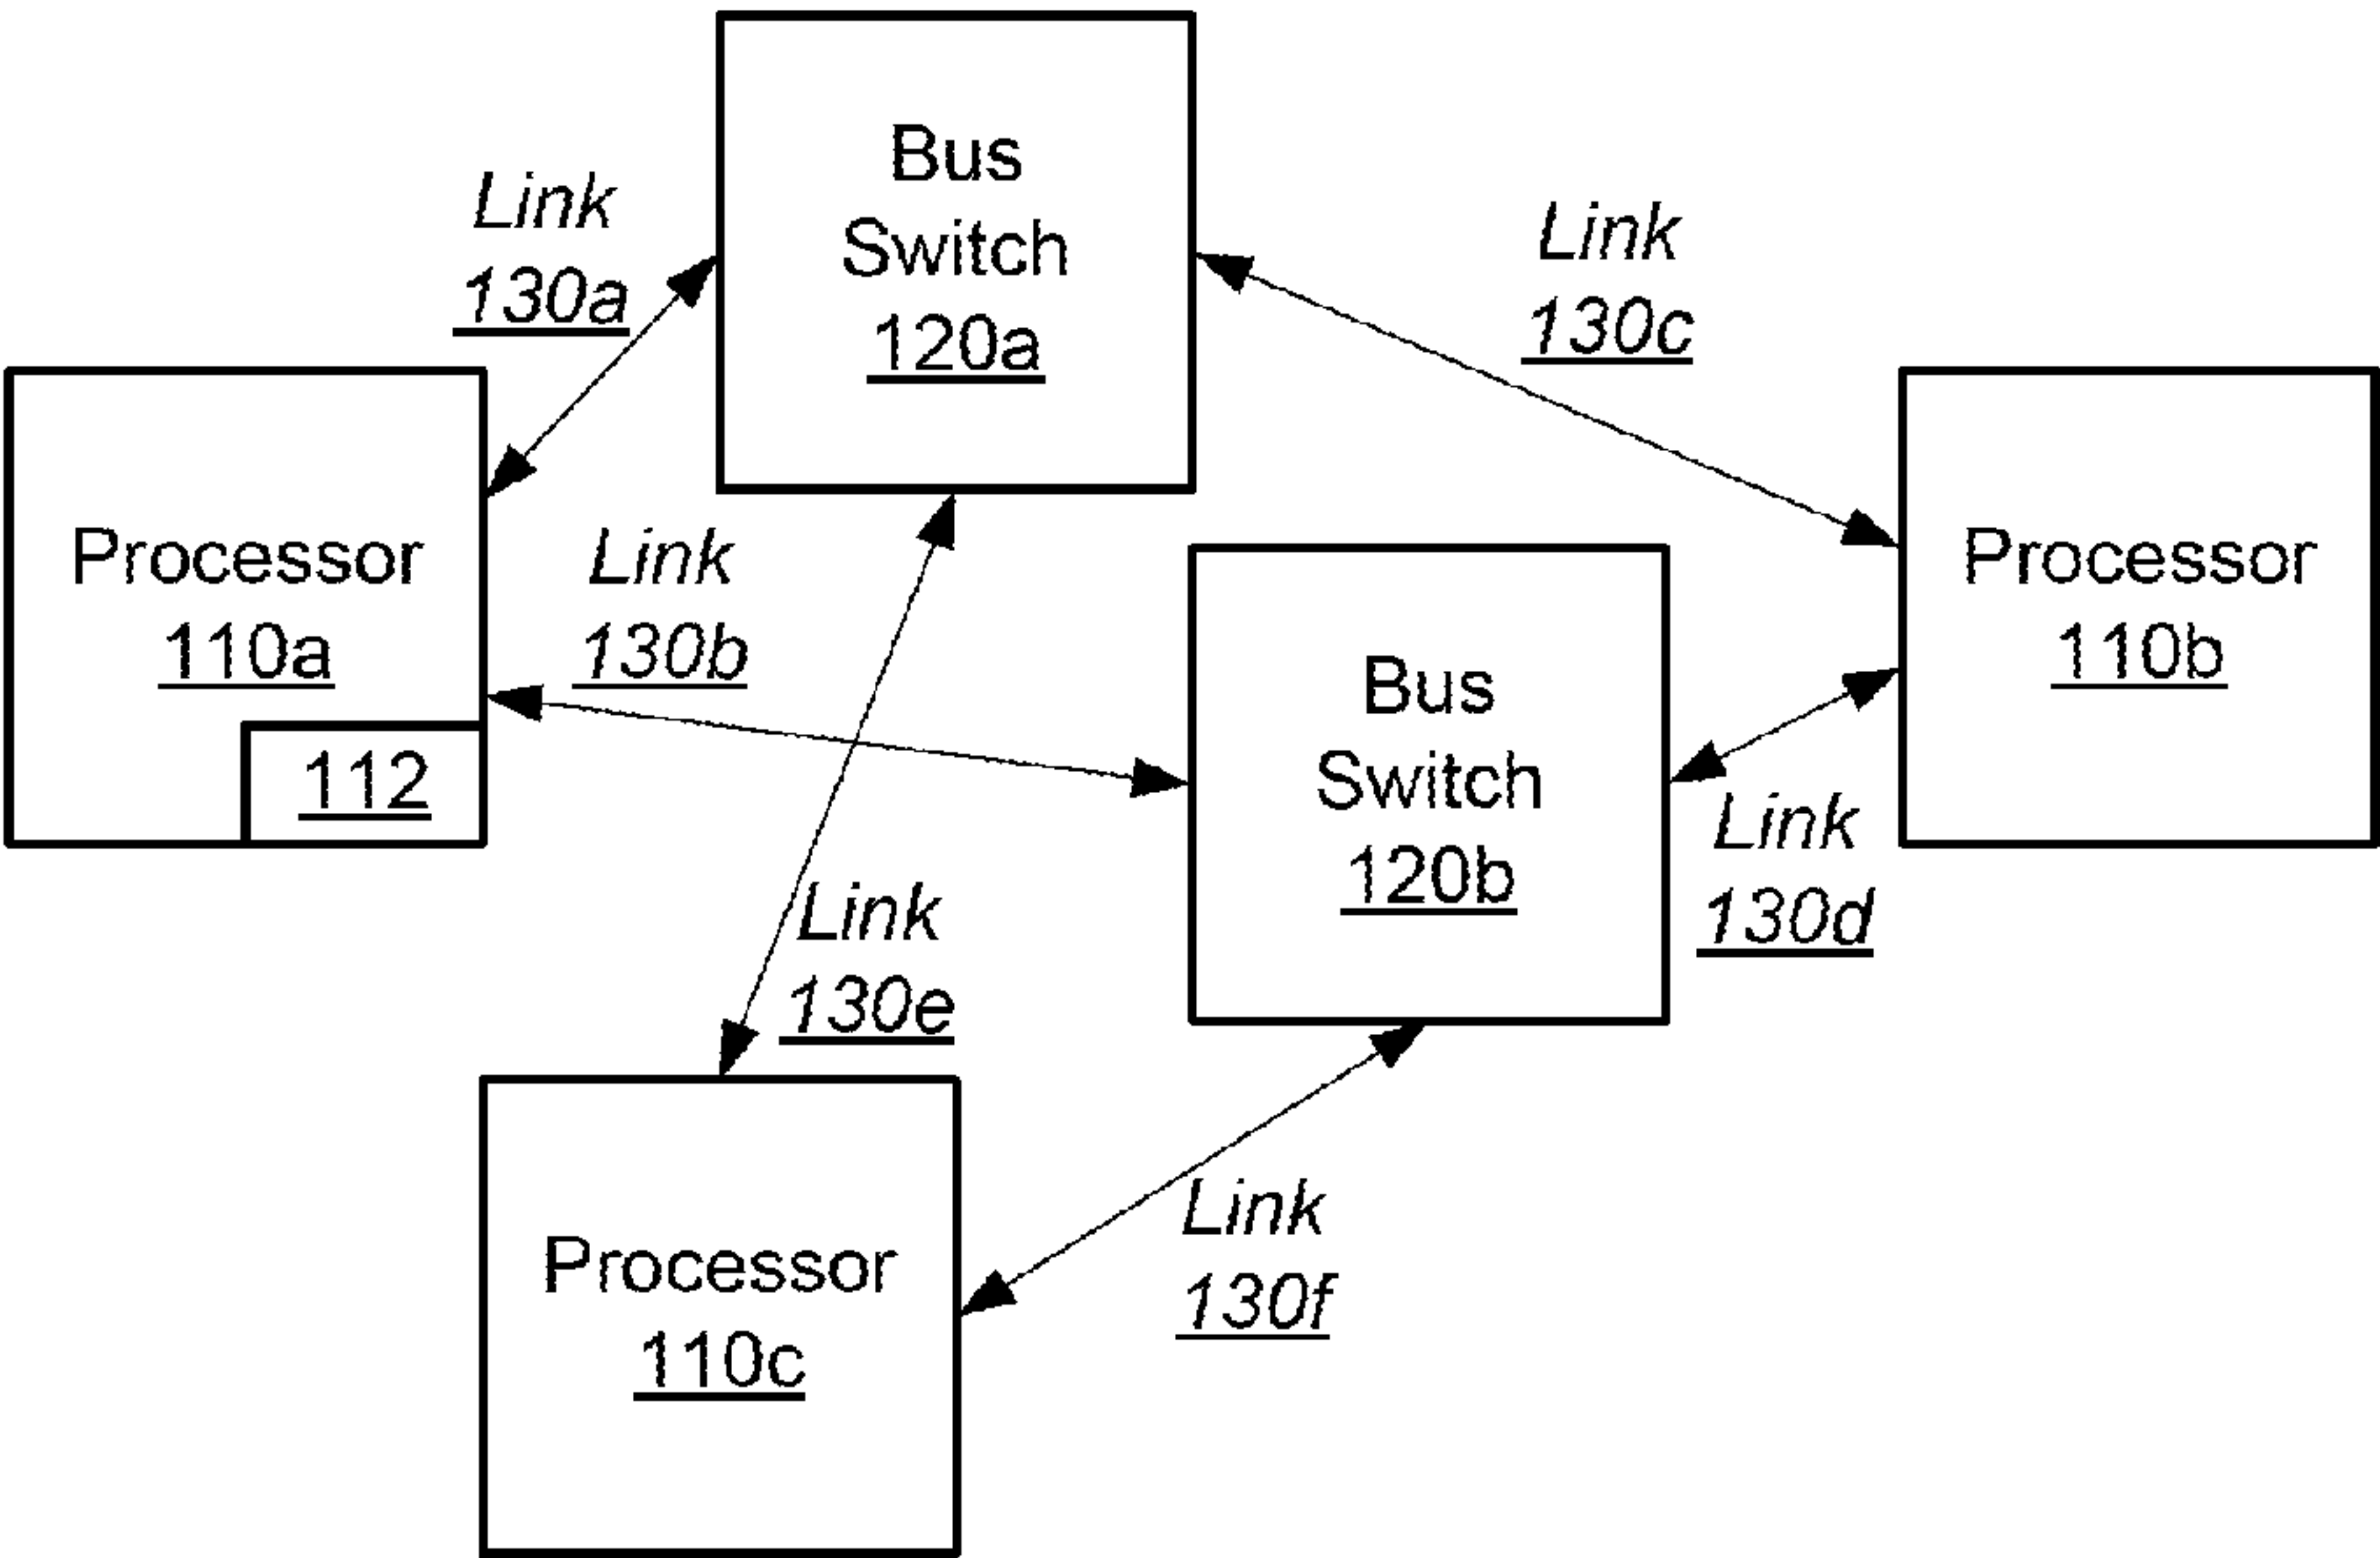 Bus
Switch
120a
Link
130a
Link
130c
Processor
110a
112
Link
130b
Bus
Switch
120b
Processor
110b
Link
130d
Link
130e
Processor
110c
Link
130f